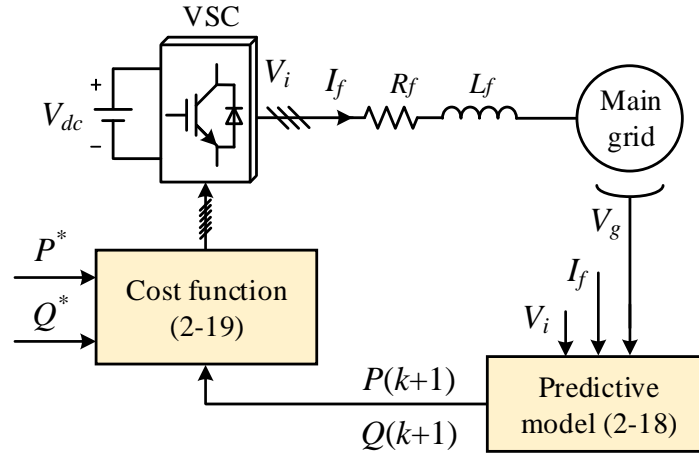 VSC
V_i
I_f
R_f
L_f
Main
grid
+
V_dc
−
V_g
P*
Q*
Cost function
(2-19)
I_f
V_i
P(k+1)
Q(k+1)
Predictive
model (2-18)